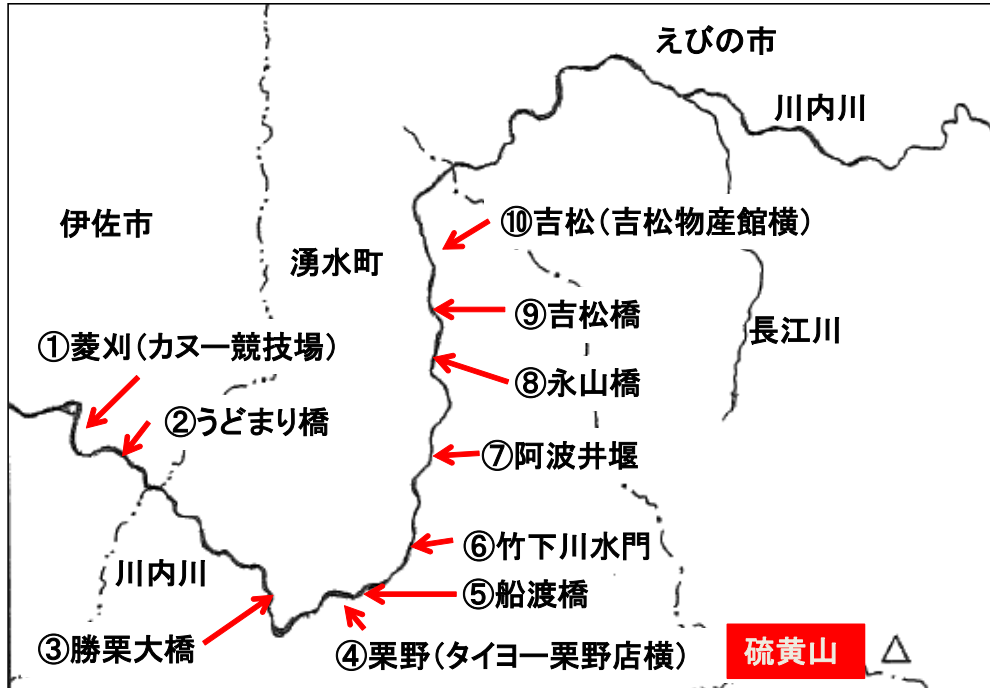 えびの市
川内川
伊佐市
湧水町
⑩吉松(吉松物産館横)
⑨吉松橋
長江川
①菱刈(カヌー競技場)
⑧永山橋
②うどまり橋
⑦阿波井堰
⑥竹下川水門
川内川
⑤船渡橋
③勝栗大橋
④栗野(タイヨー栗野店横)
硫黄山